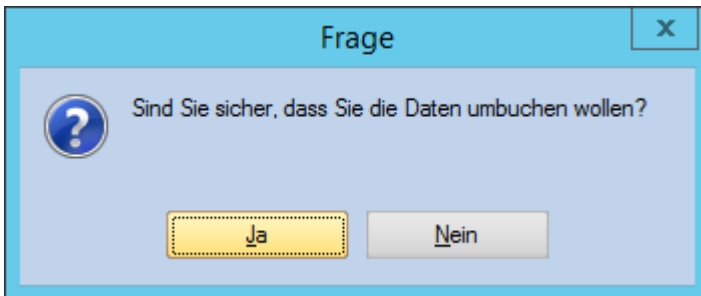 Frage
x
Sind Sie sicher, dass Sie die Daten umbuchen wollen?
Ja
Nein